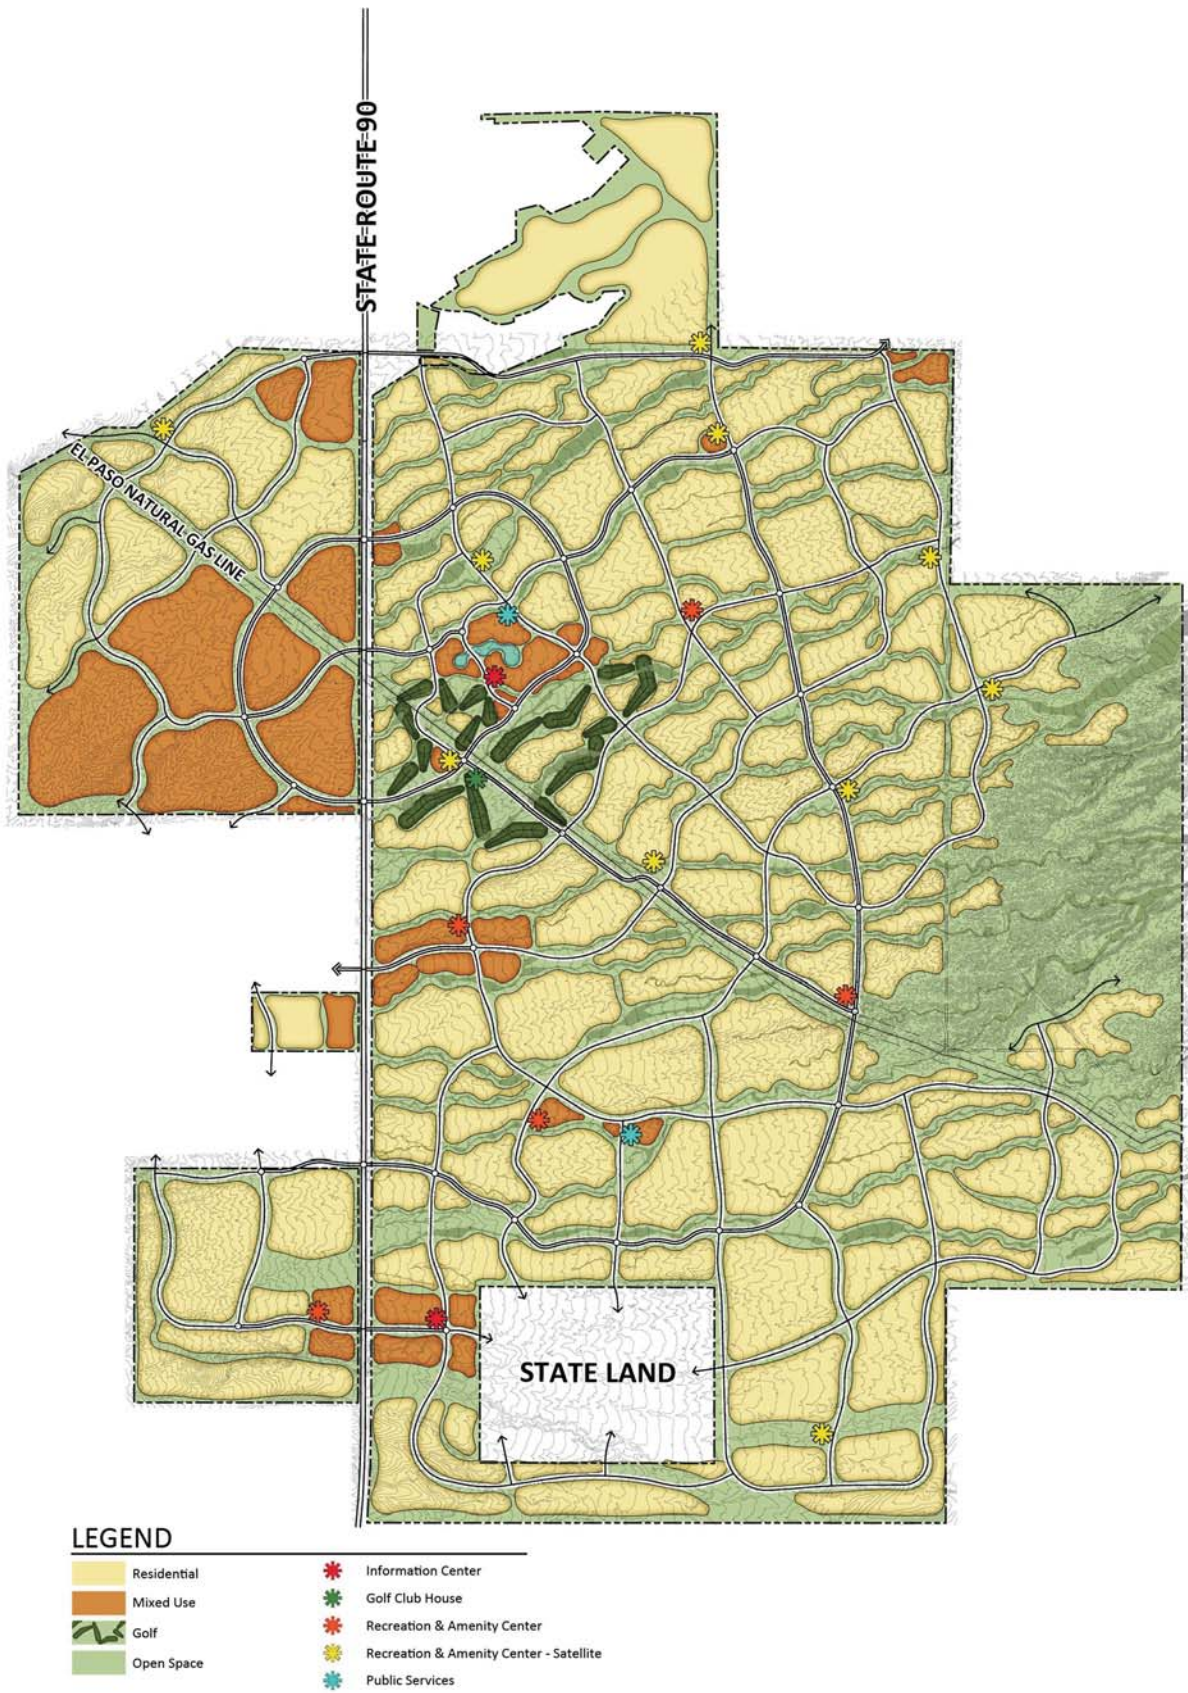 STATE ROUTE 90
EL PASO NATURAL GAS LINE
STATE LAND
LEGEND
Residential
Mixed Use
Golf
Open Space
Information Center
Golf Club House
Recreation & Amenity Center
Recreation & Amenity Center - Satellite
Public Services